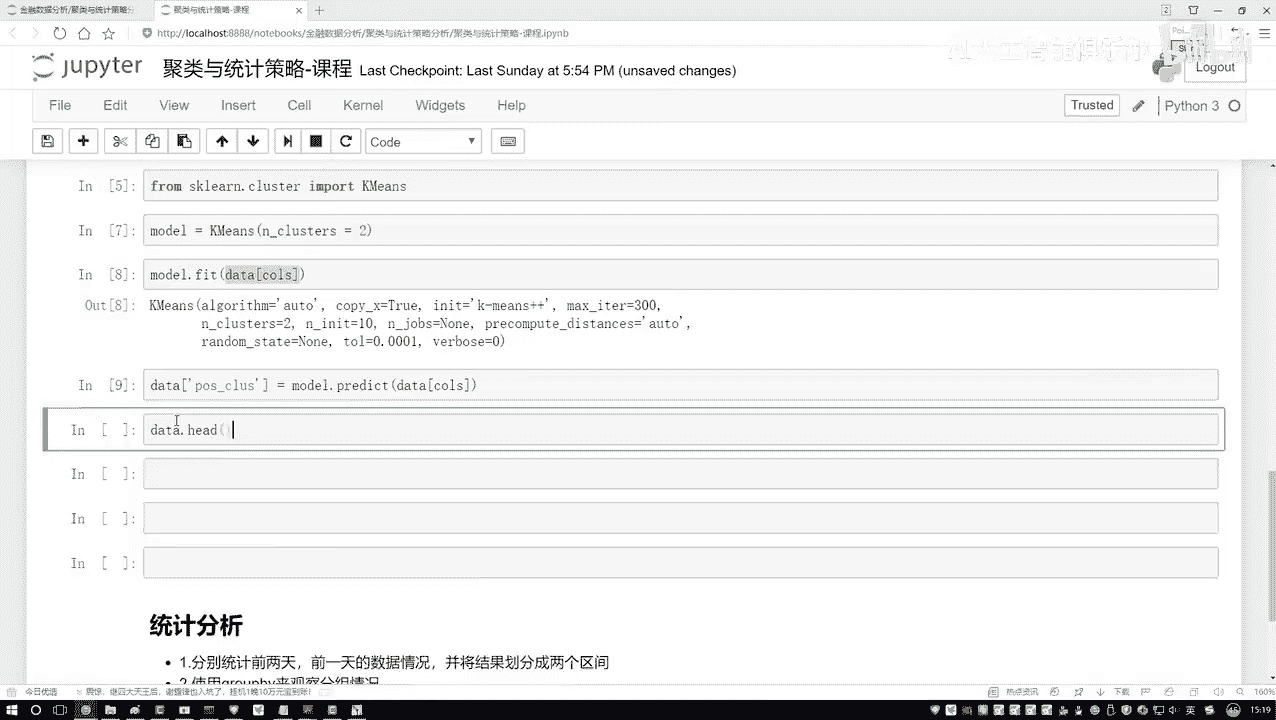 金融数据分析/聚类与统计策略分
聚类与统计策略-课程
http://localhost:8888/notebooks/金融数据分析/聚类与统计策略分析/聚类与统计策略-课程.ipynb
jupyter 聚类与统计策略-课程 Last Checkpoint: Last Sunday at 5:54 PM (unsaved changes)
Logout
File Edit View Insert Cell Kernel Widgets Help
Trusted Python 3
Code
In [5]: from sklearn.cluster import KMeans
In [7]: model = KMeans(n_clusters = 2)
In [8]: model.fit(data[cols])
Out[8]: KMeans(algorithm='auto', copy_x=True, init='k-means++', max_iter=300,
n_clusters=2, n_init=10, n_jobs=None, precompute_distances='auto',
random_state=None, tol=0.0001, verbose=0)
In [9]: data['pos_clus'] = model.predict(data[cols])
In [ ]: data.head()
In [ ]:
In [ ]:
In [ ]:
统计分析
• 1.分别统计前两天，前一天的数据情况，并将结果划分成两个区间
• 2.使用groupby来观察分组情况
今日优选
热点资讯
下载
160%
英
15:19